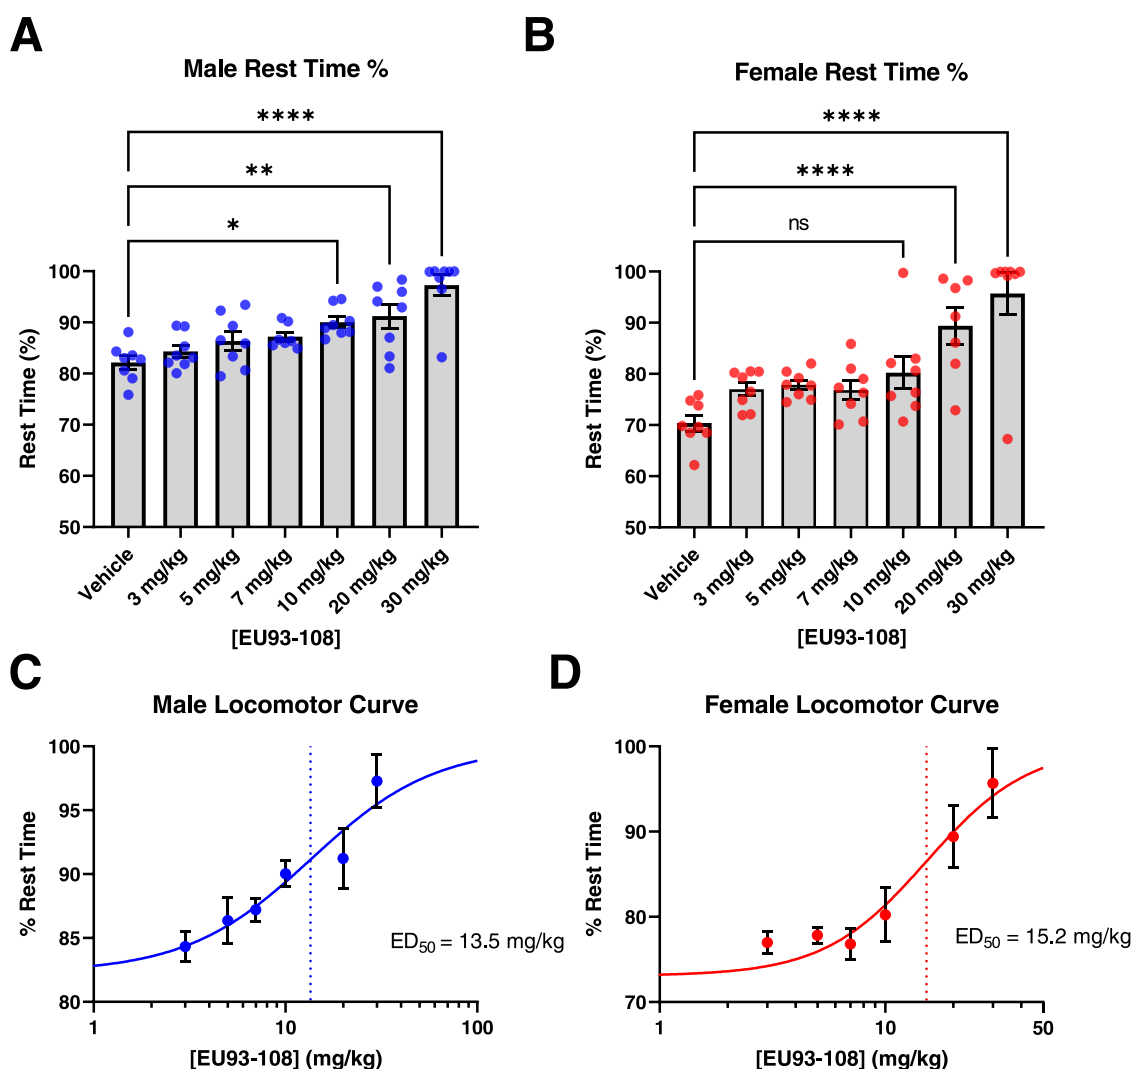 A
Male Rest Time %
****
**
*
Rest Time (%)
100
90
80
70
60
50
Vehicle
3 mg/kg
5 mg/kg
7 mg/kg
10 mg/kg
20 mg/kg
30 mg/kg
[EU93-108]
B
Female Rest Time %
****
****
ns
Rest Time (%)
100
90
80
70
60
50
Vehicle
3 mg/kg
5 mg/kg
7 mg/kg
10 mg/kg
20 mg/kg
30 mg/kg
[EU93-108]
C
Male Locomotor Curve
% Rest Time
100
95
90
85
80
ED50 = 13.5 mg/kg
1
10
100
[EU93-108] (mg/kg)
D
Female Locomotor Curve
% Rest Time
100
90
80
70
ED50 = 15.2 mg/kg
1
10
50
[EU93-108] (mg/kg)